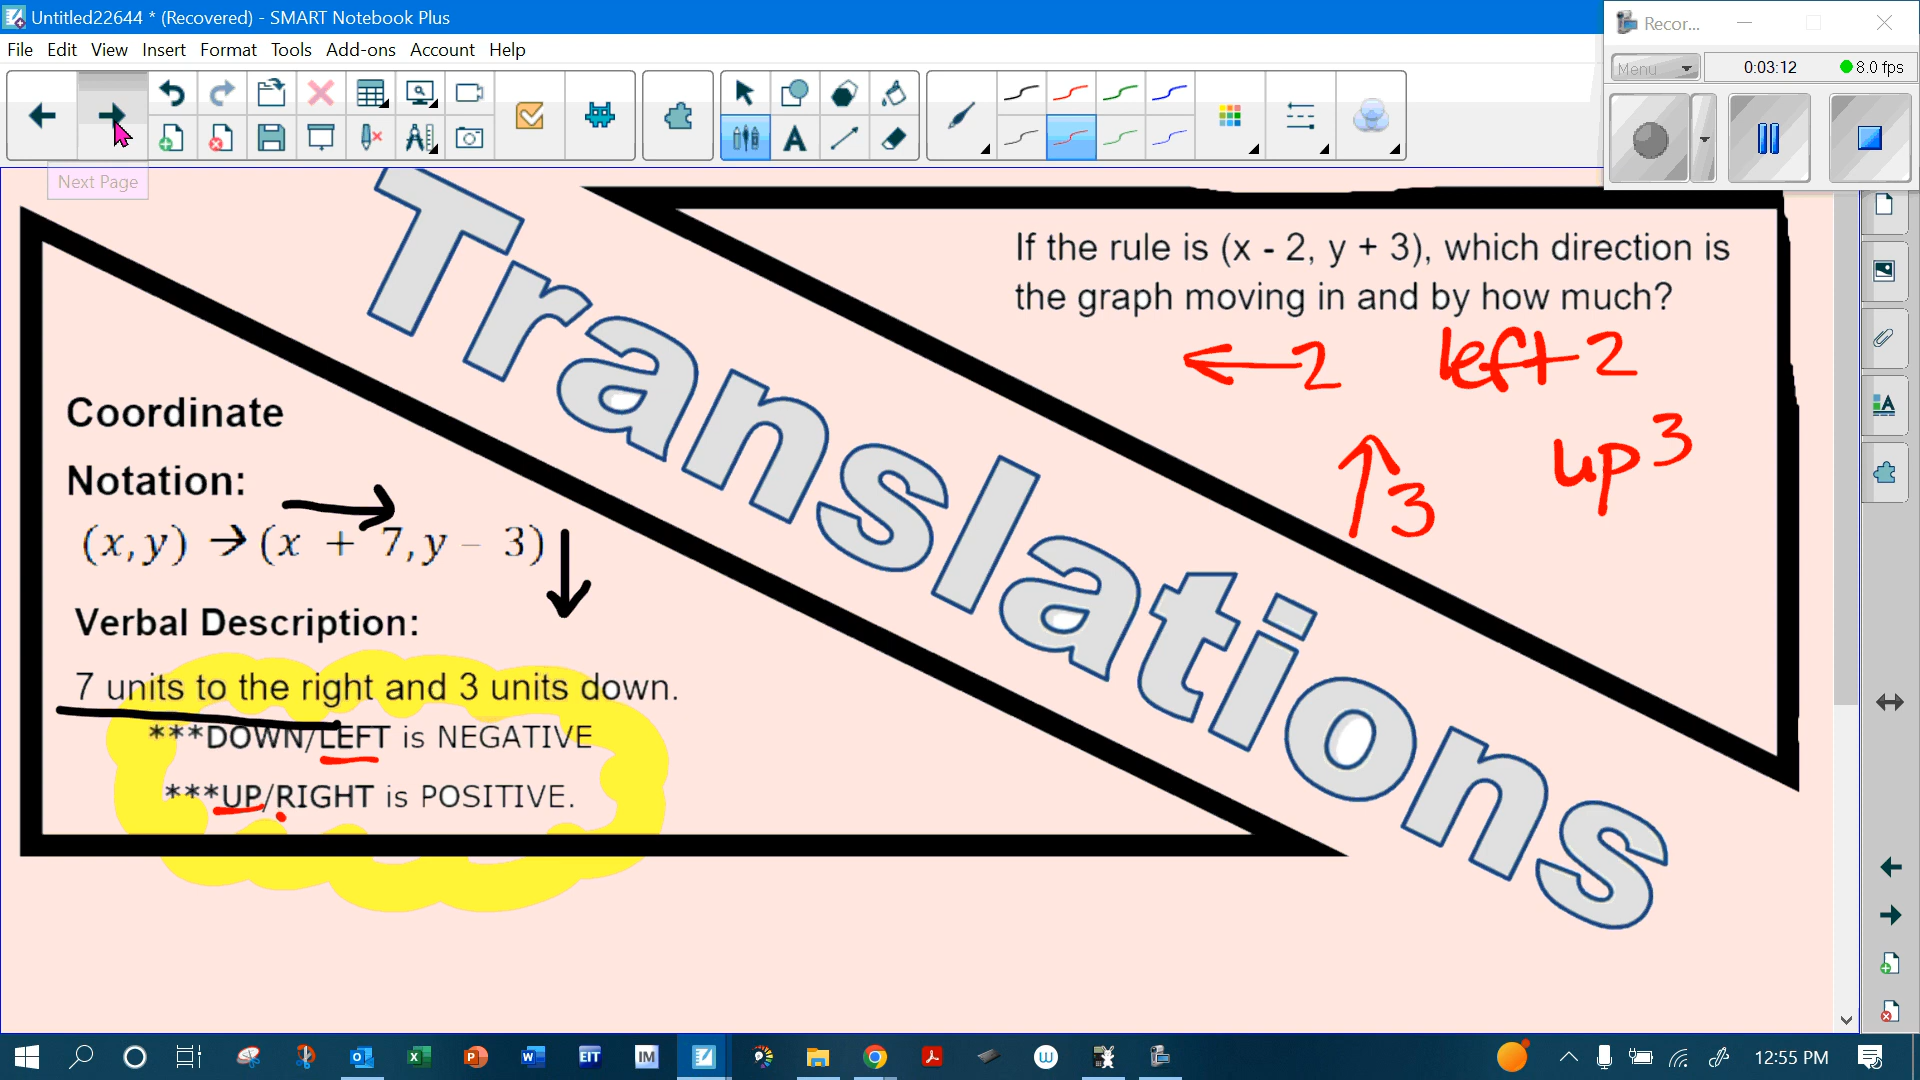 Untitled22644 * (Recovered) - SMART Notebook Plus
Recor...
File Edit View Insert Format Tools Add-ons Account Help
Menu
0:03:12
8.0 fps
Next Page
Translations
If the rule is (x - 2, y + 3), which direction is
the graph moving in and by how much?
2 left 2
3 up 3
Coordinate
Notation:
(x, y) → (x + 7, y – 3)
Verbal Description:
7 units to the right and 3 units down.
***DOWN/LEFT is NEGATIVE
***UP/RIGHT is POSITIVE.
EIT
IM
12:55 PM